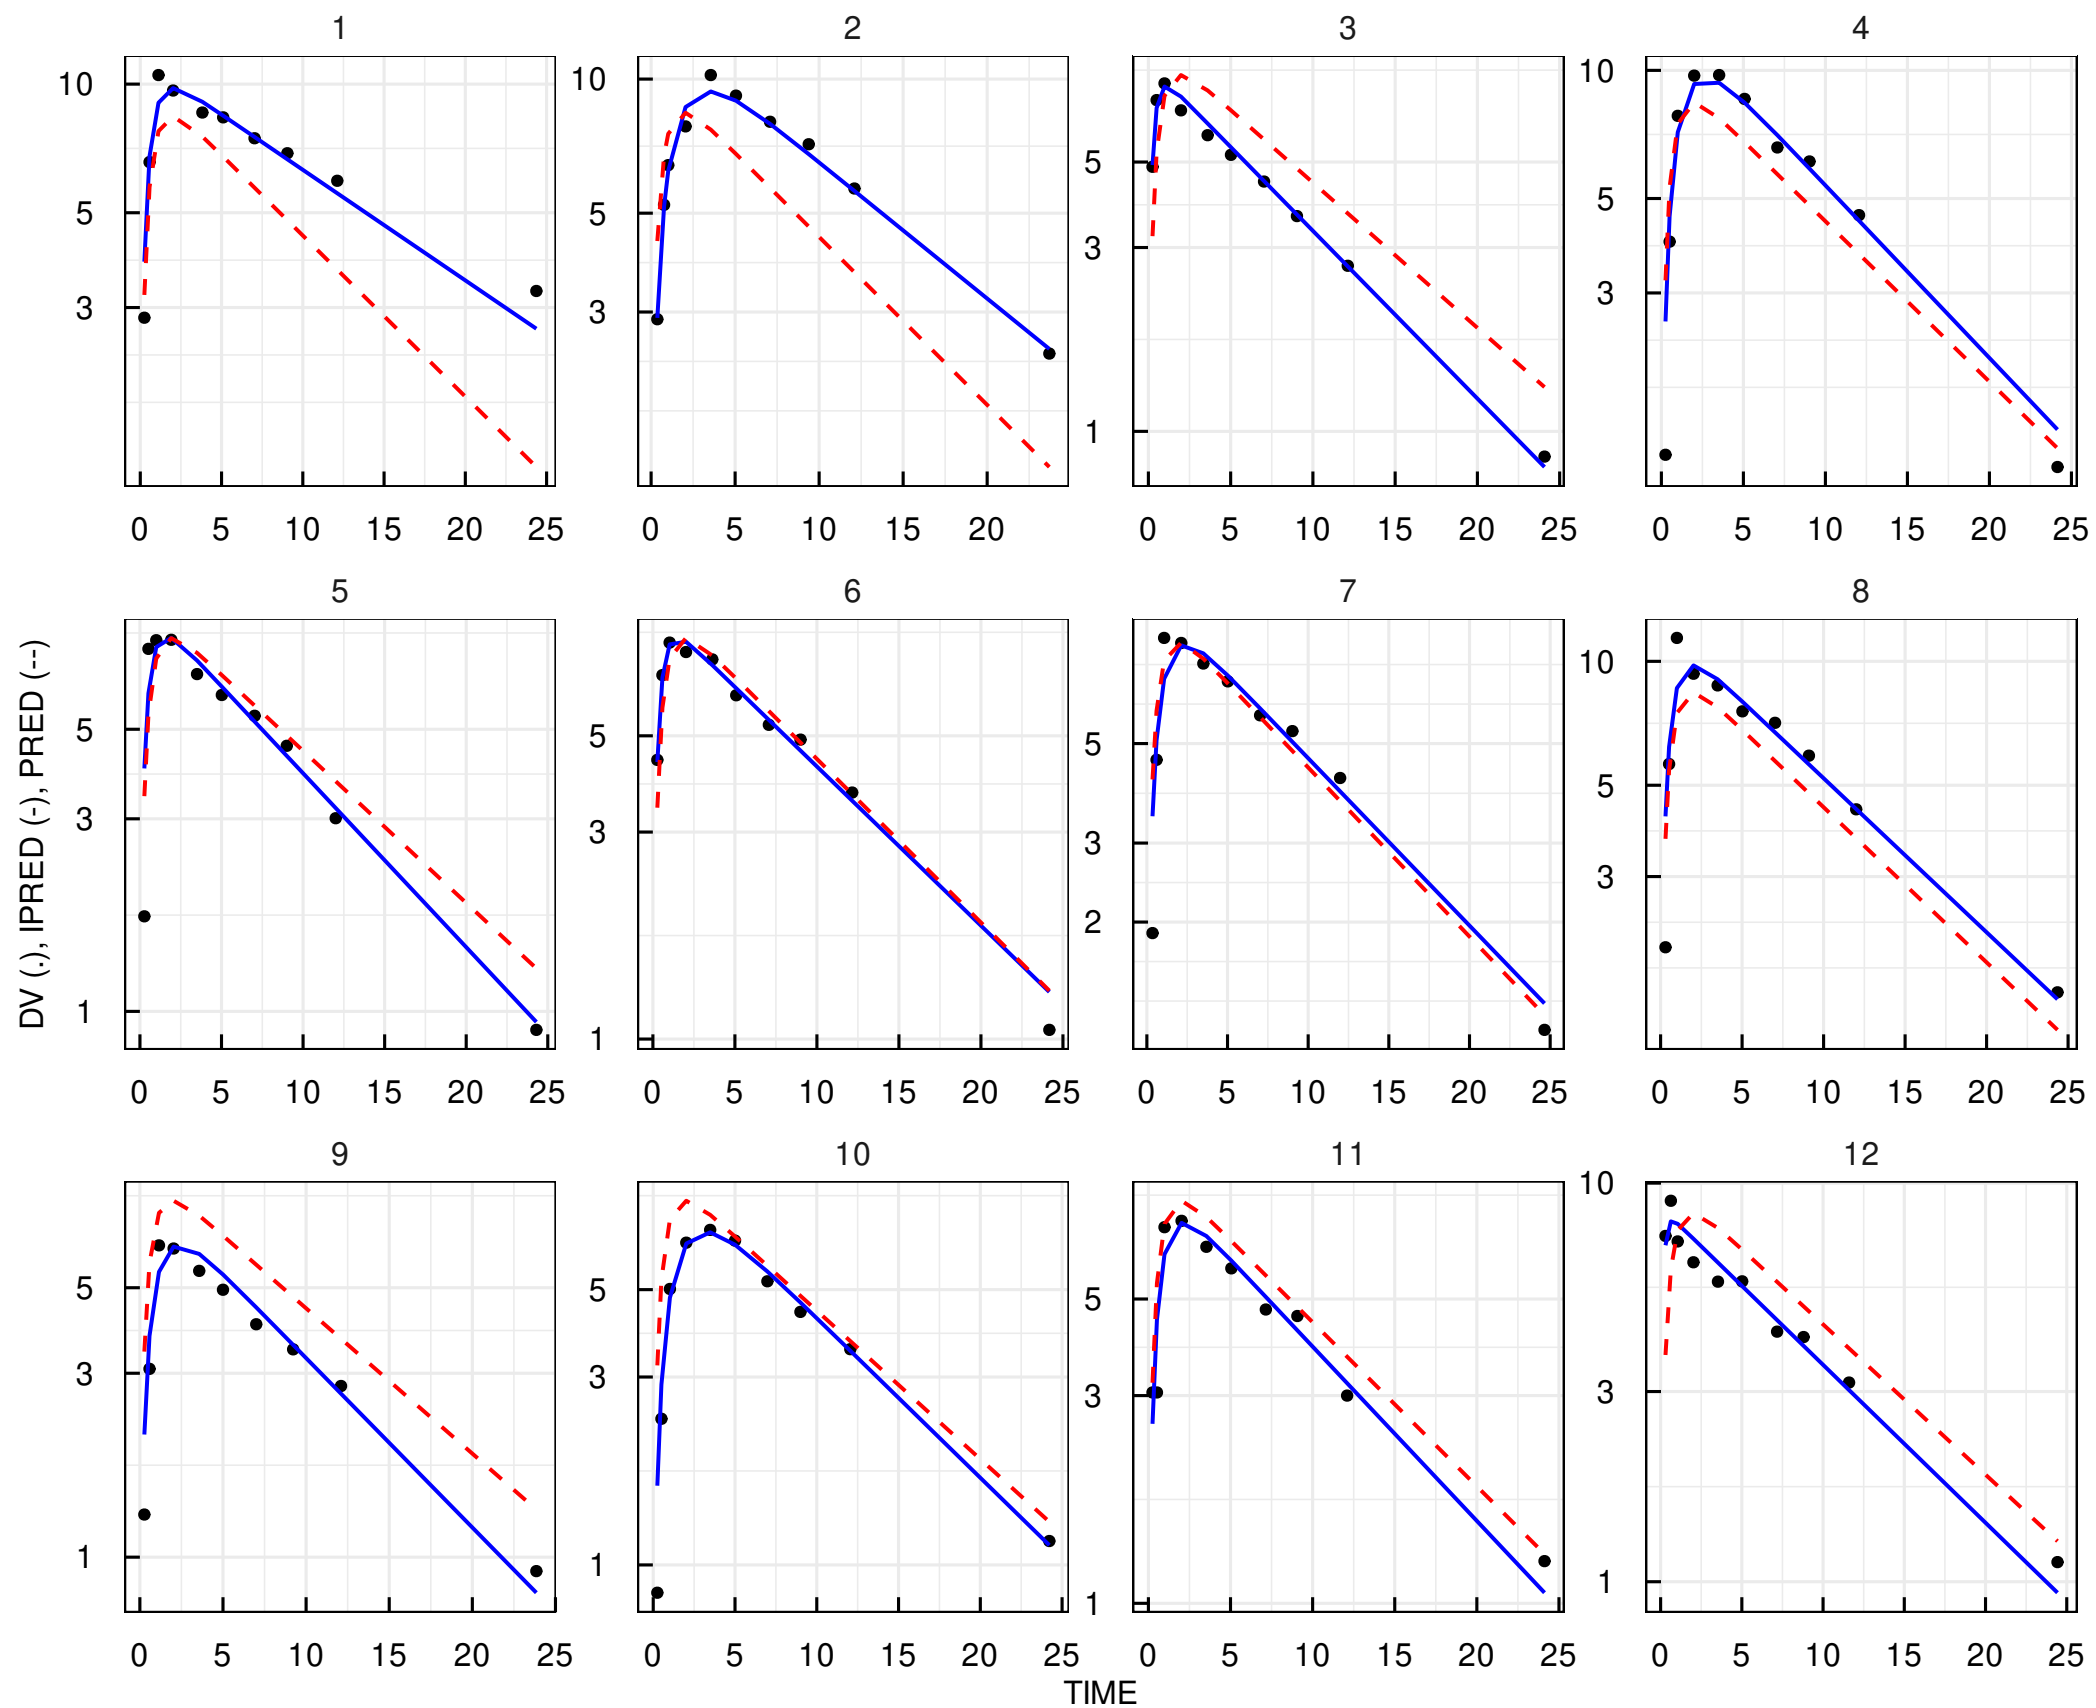 1 2 3 4
10 10 10
5 5 5 5
3 3 3 3
1
0 5 10 15 20 25 0 5 10 15 20 0 5 10 15 20 25 0 5 10 15 20 25
5 6 7 8
10
5 5 5 5
3 3 3 3
2
1 1
0 5 10 15 20 25 0 5 10 15 20 25 0 5 10 15 20 25 0 5 10 15 20 25
DV (.), IPRED (-), PRED (--)
9 10 11 12
10
5 5 5
3 3 3 3
1 1 1 1
0 5 10 15 20 25 0 5 10 15 20 25 0 5 10 15 20 25 0 5 10 15 20 25
TIME